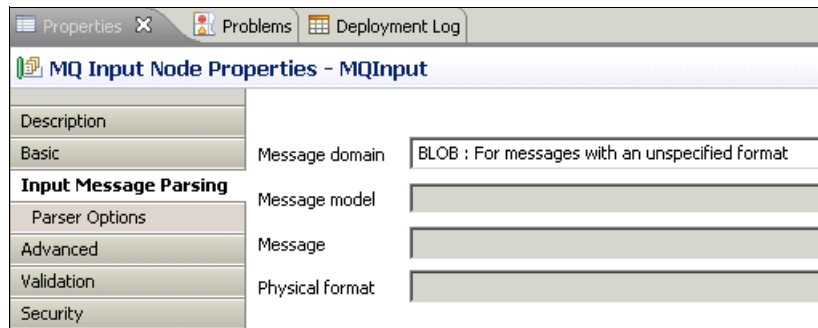 Properties Problems Deployment Log
MQ Input Node Properties - MQInput
Description
Basic
Input Message Parsing
Parser Options
Advanced
Validation
Security
Message domain BLOB : For messages with an unspecified format
Message model
Message
Physical format